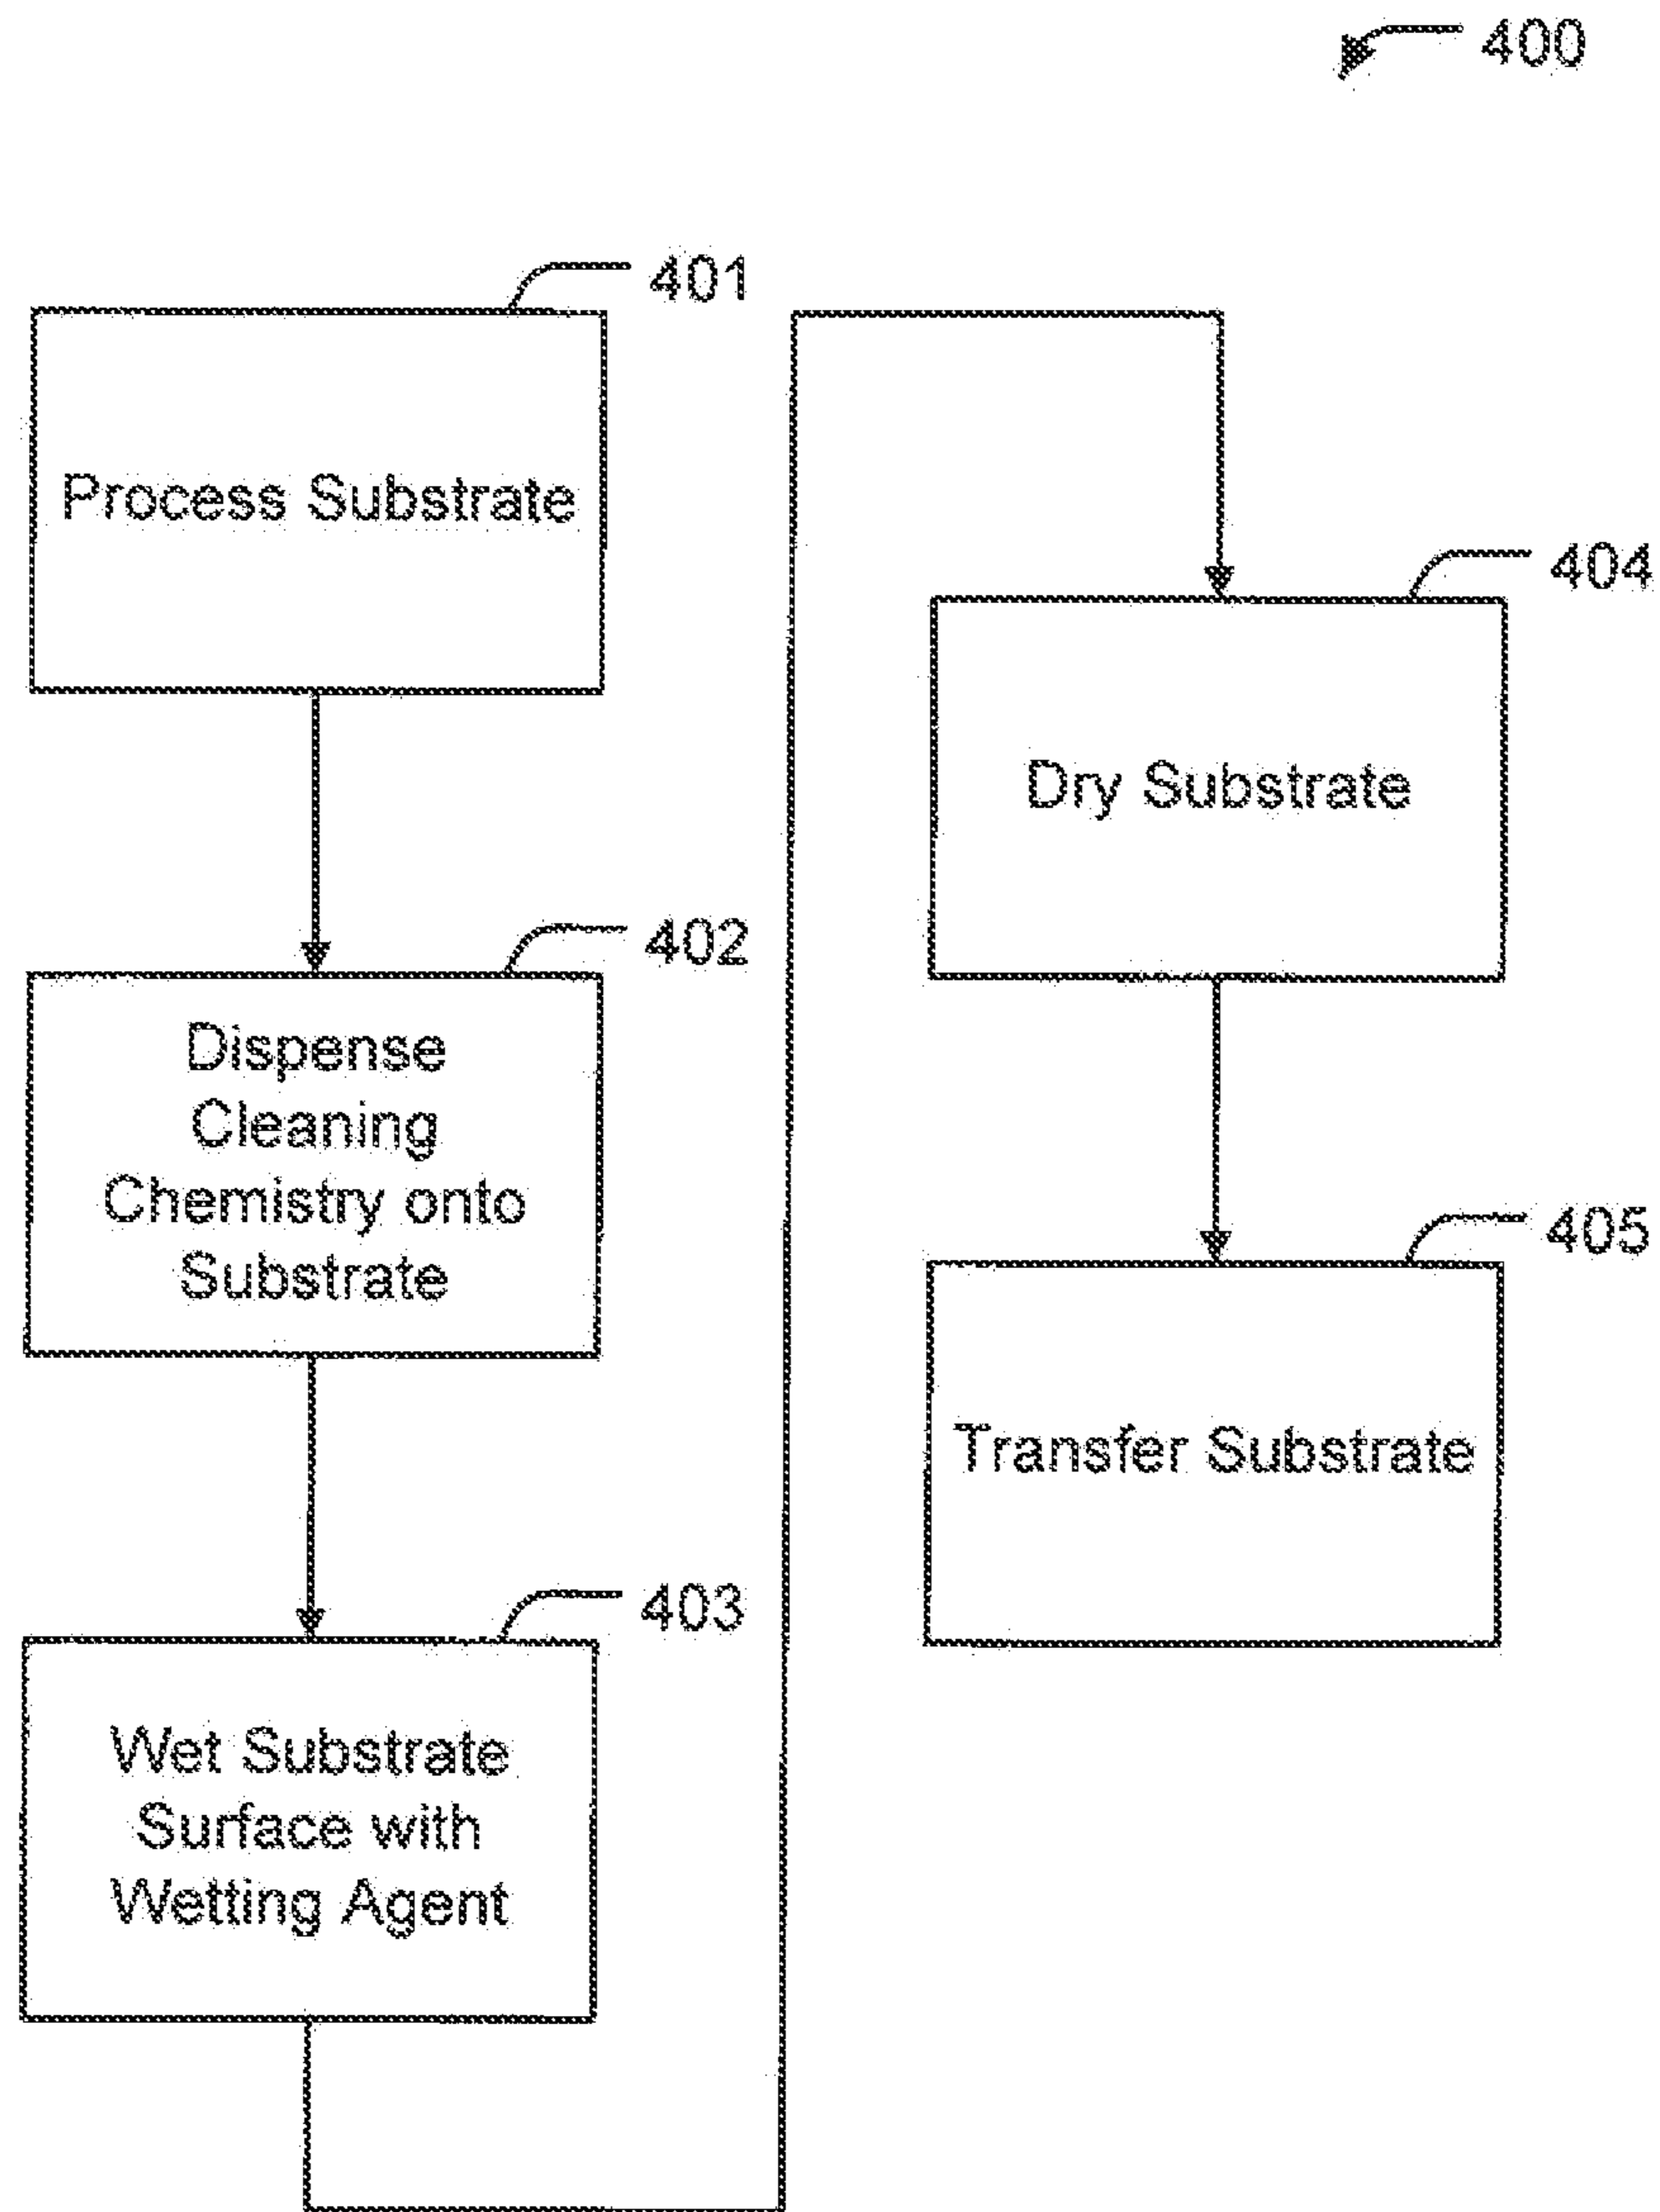 400
401
Process Substrate
402
Dispense
Cleaning
Chemistry onto
Substrate
403
Wet Substrate
Surface with
Wetting Agent
404
Dry Substrate
405
Transfer Substrate